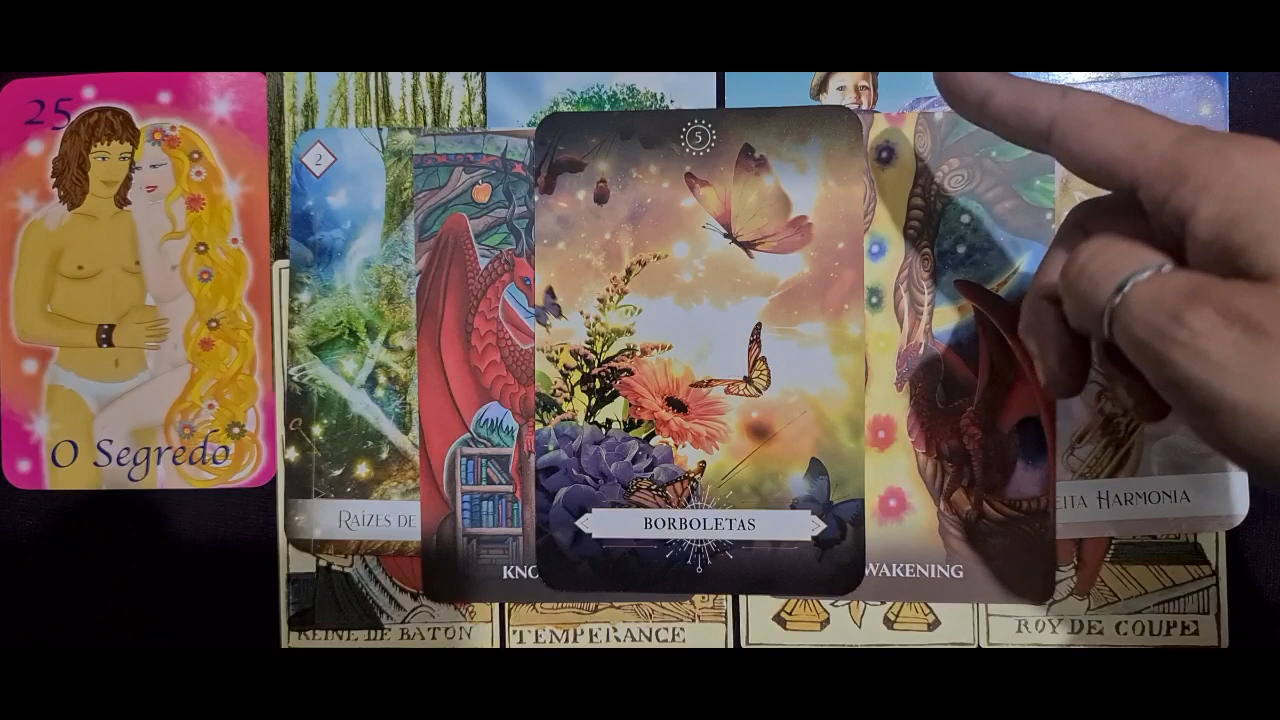 25
O Segredo
2
RAÍZES DE
KNO
5
BORBOLETAS
WAKENING
EITA HARMONIA
REINE DE BATON
TEMPERANCE
ROY DE COUPE